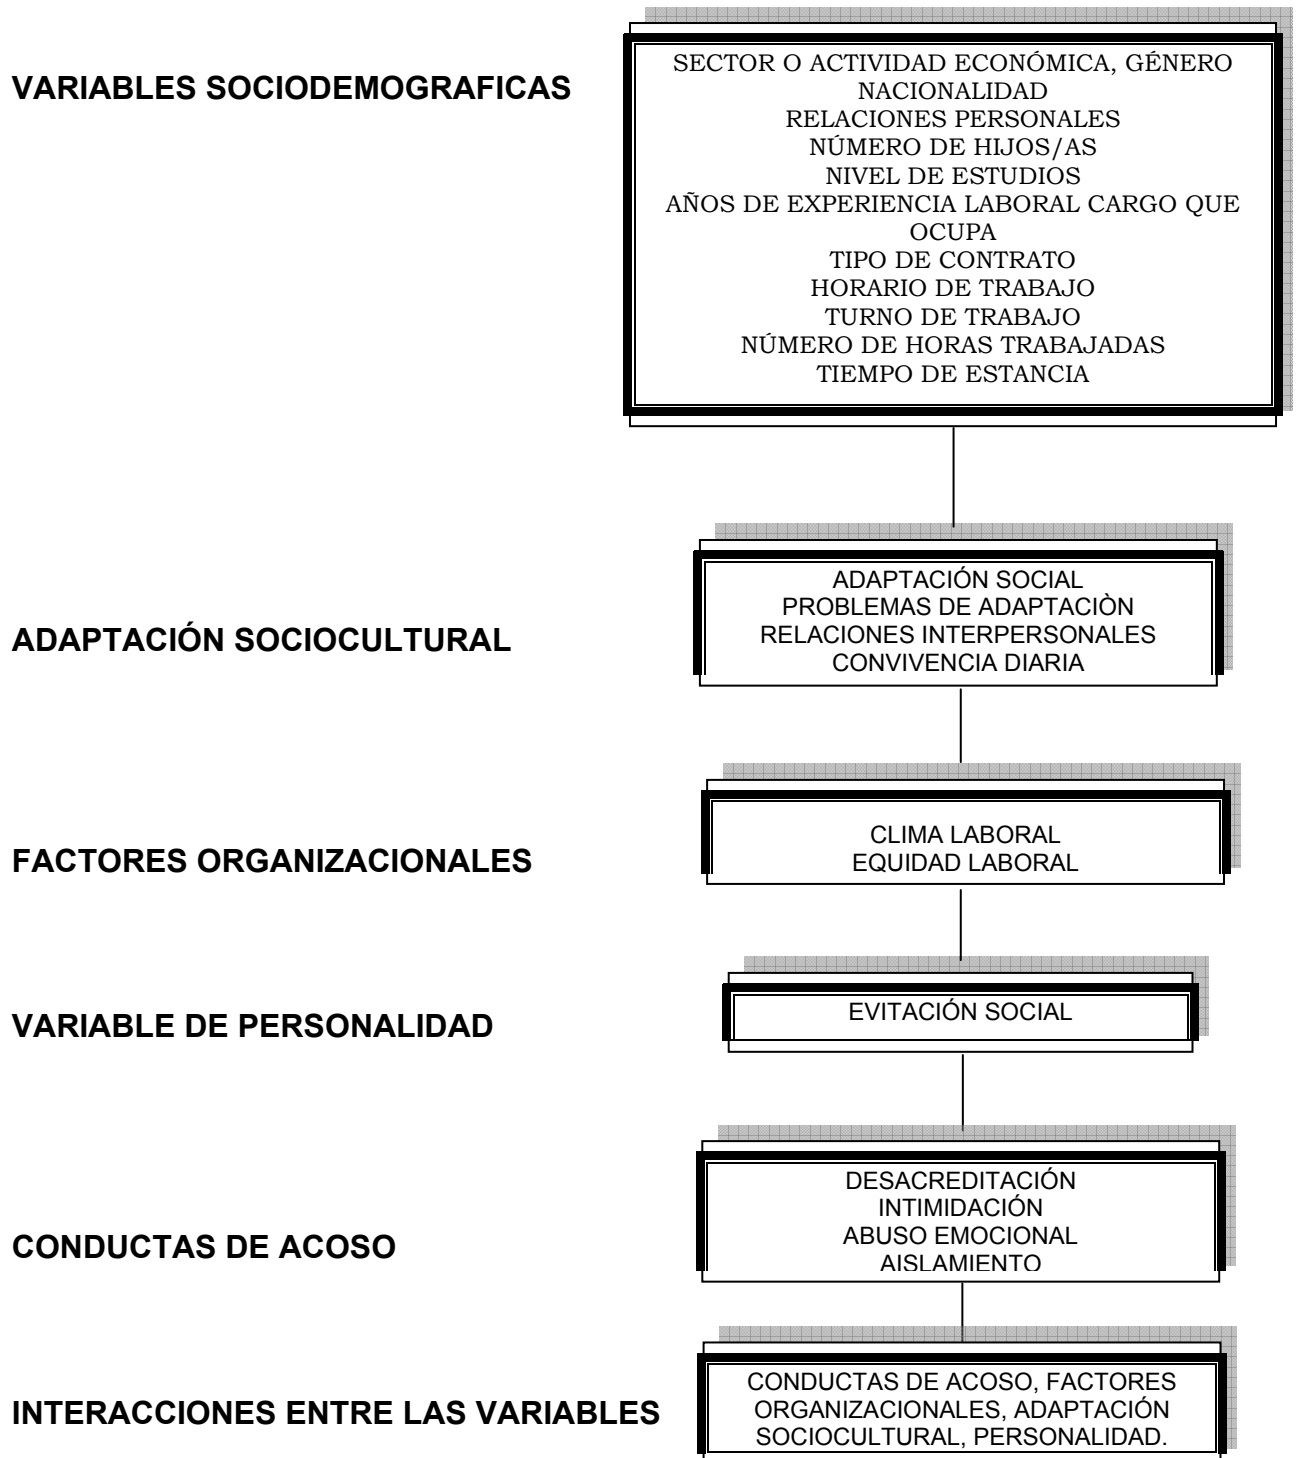 VARIABLES SOCIODEMOGRAFICAS
SECTOR O ACTIVIDAD ECONÓMICA, GÉNERO
NACIONALIDAD
RELACIONES PERSONALES
NÚMERO DE HIJOS/AS
NIVEL DE ESTUDIOS
AÑOS DE EXPERIENCIA LABORAL CARGO QUE
OCUPA
TIPO DE CONTRATO
HORARIO DE TRABAJO
TURNO DE TRABAJO
NÚMERO DE HORAS TRABAJADAS
TIEMPO DE ESTANCIA
ADAPTACIÓN SOCIOCULTURAL
ADAPTACIÓN SOCIAL
PROBLEMAS DE ADAPTACIÒN
RELACIONES INTERPERSONALES
CONVIVENCIA DIARIA
FACTORES ORGANIZACIONALES
CLIMA LABORAL
EQUIDAD LABORAL
VARIABLE DE PERSONALIDAD
EVITACIÓN SOCIAL
CONDUCTAS DE ACOSO
DESACREDITACIÓN
INTIMIDACIÓN
ABUSO EMOCIONAL
AISLAMIENTO
INTERACCIONES ENTRE LAS VARIABLES
CONDUCTAS DE ACOSO, FACTORES
ORGANIZACIONALES, ADAPTACIÓN
SOCIOCULTURAL, PERSONALIDAD.